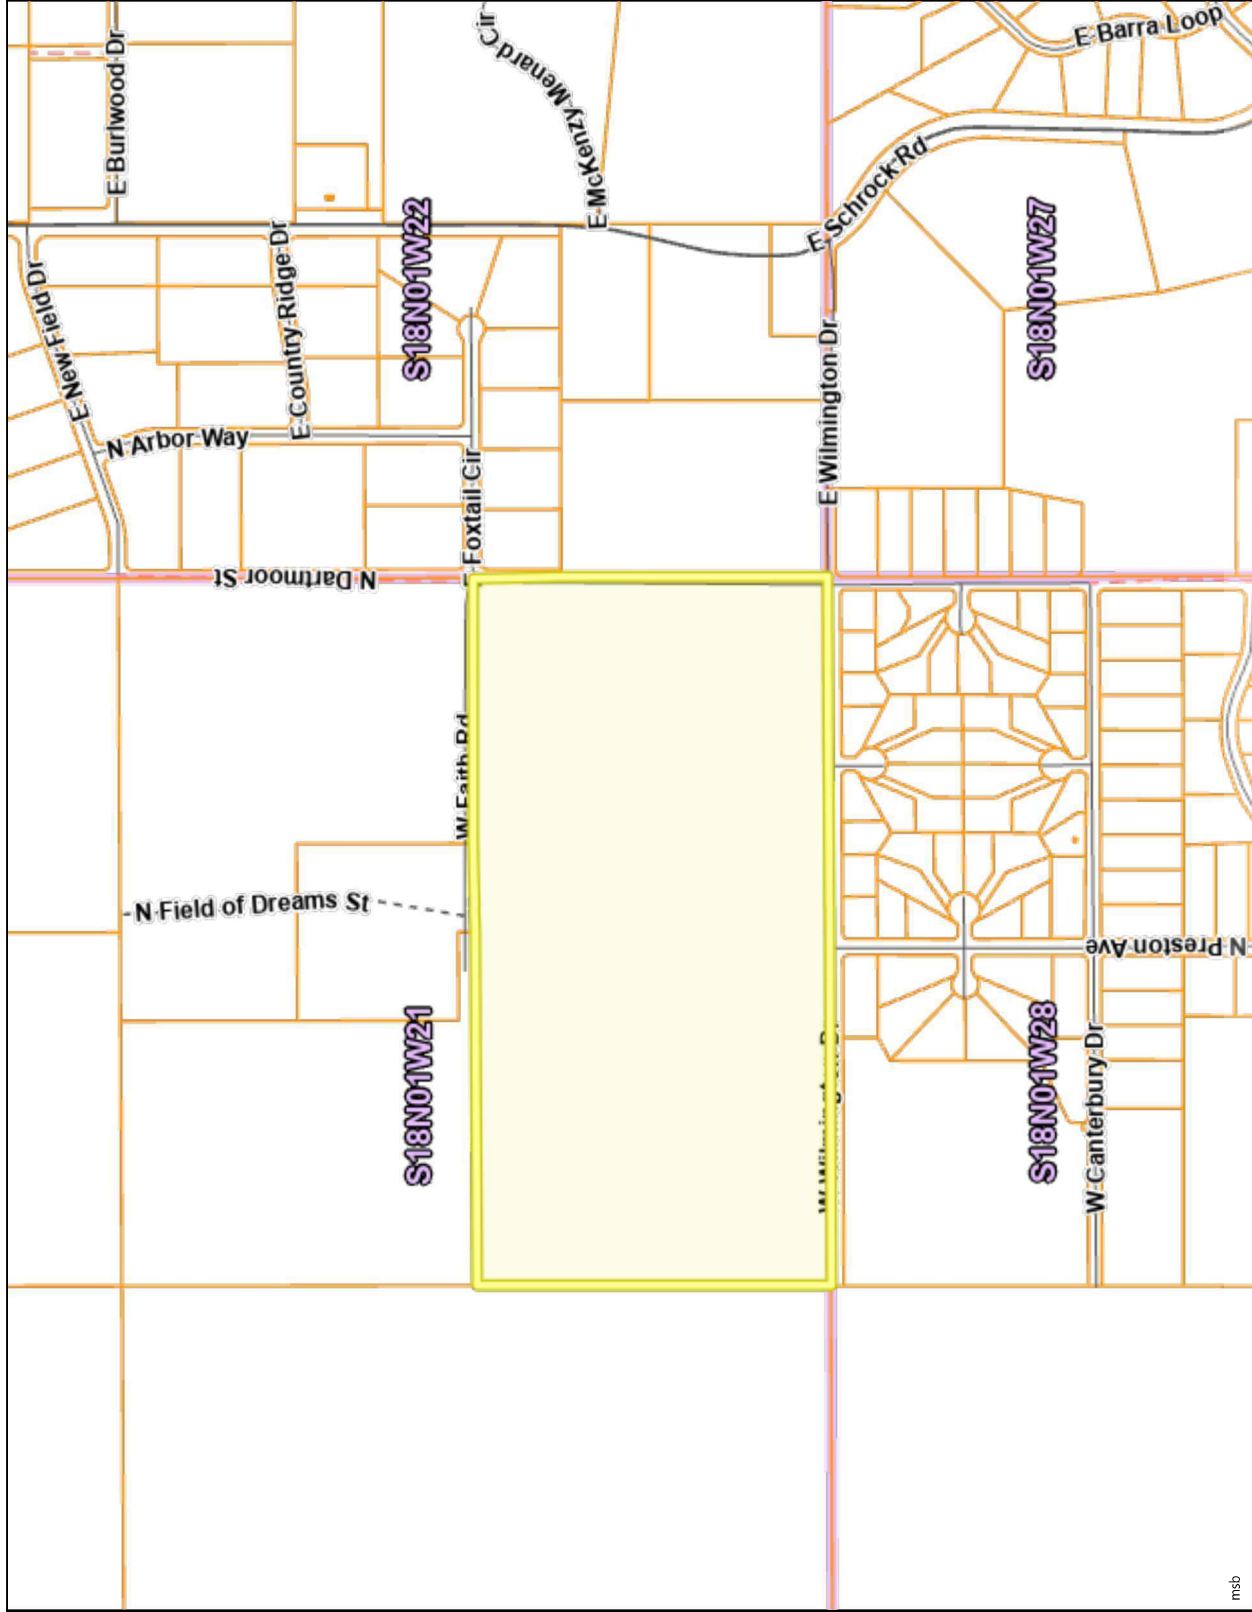 E Barra Loop
E Burlwood Dr
E McKenzy Menard Cir
E Schrock Rd
S18N01W22
S18N01W27
E Country Ridge Dr
E New Field Dr
E Wilmington Dr
N Arbor Way
Foxtail Cir
N Dartmoor St
W Faith Rd
N Field of Dreams St
N Preston Ave
S18N01W21
W Wilmington Dr
S18N01W28
W Canterbury Dr
msb